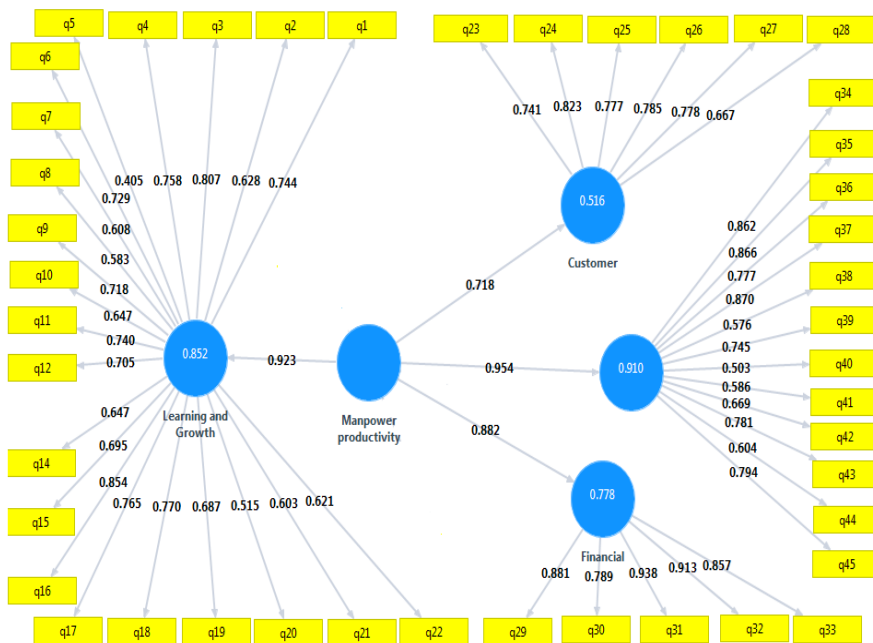 q5 q4 q3 q2 q1
q23 q24 q25 q26 q27 q28
q6
q7
q8
q9
q10
q11
q12
q14
q15
q16
q17 q18 q19 q20 q21 q22
0.405 0.758 0.807 0.628 0.744
0.729
0.608
0.583
0.718
0.647
0.740
0.705
0.647
0.695
0.854
0.765 0.770 0.687 0.515 0.603 0.621
0.852
Learning and
Growth
0.923
Manpower
productivity
0.718
0.954
0.882
0.741 0.823 0.777 0.785 0.778 0.667
0.516
Customer
0.910
0.862
0.866
0.777
0.870
0.576
0.745
0.503
0.586
0.669
0.781
0.604
0.794
q34
q35
q36
q37
q38
q39
q40
q41
q42
q43
q44
q45
0.778
Financial
0.881 0.789 0.938 0.913 0.857
q29 q30 q31 q32 q33